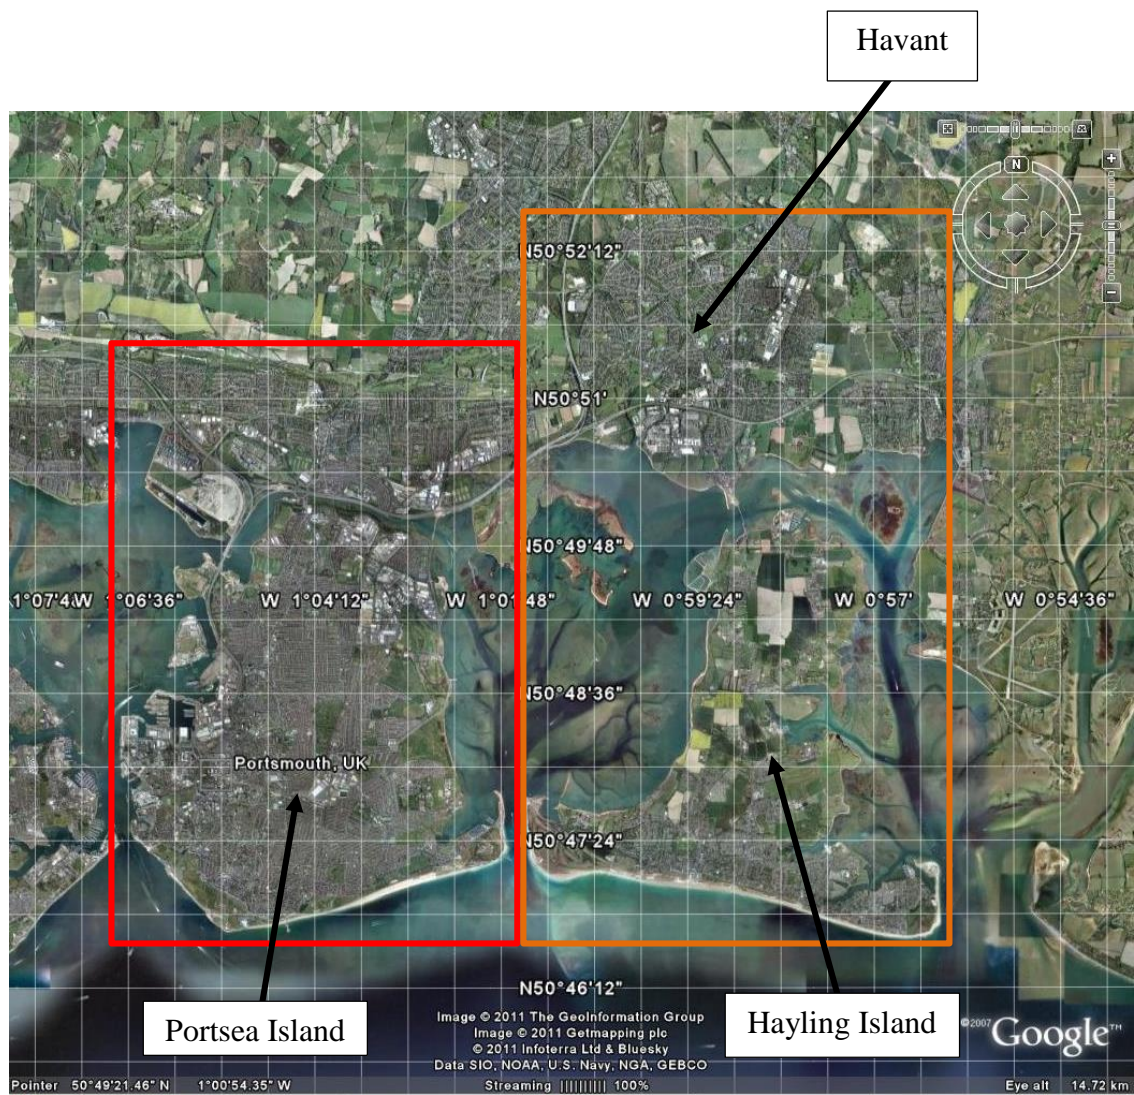 Havant
N
N50°52'12"
N50°51'
N50°49'48"
W 1°06'36"
W 1°04'12"
W 1°01'48"
W 0°59'24"
W 0°57'
W 0°54'36"
N50°48'36"
Portsmouth, UK
N50°47'24"
N50°46'12"
Portsea Island
Hayling Island
Image © 2011 The GeoInformation Group
Image © 2011 Getmapping plc
© 2011 Infoterra Ltd & Bluesky
Data SIO, NOAA, U.S. Navy, NGA, GEBCO
©2007 Google™
Pointer 50°49'21.46" N 1°00'54.35" W
Streaming ||||||||| 100%
Eye alt 14.72 km